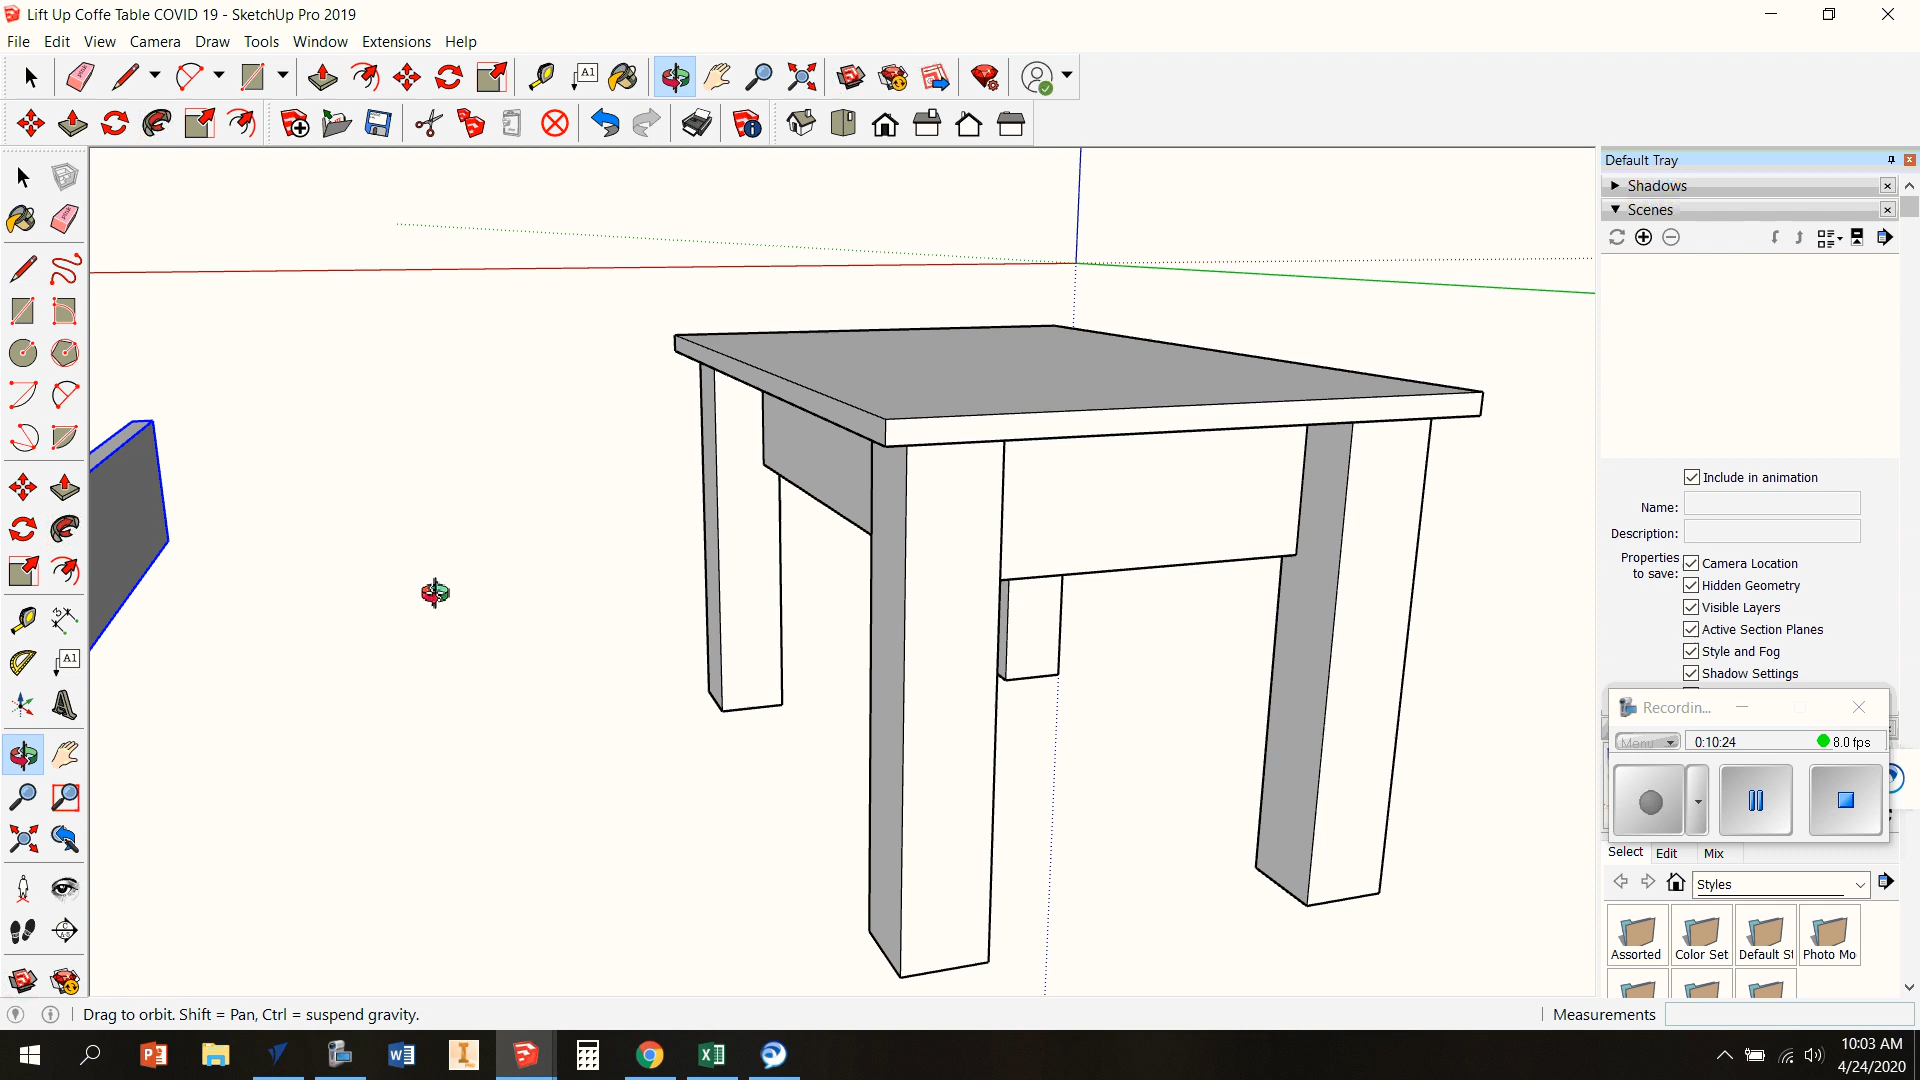 Lift Up Coffe Table COVID 19 - SketchUp Pro 2019
File Edit View Camera Draw Tools Window Extensions Help
A1
Default Tray
Shadows
Scenes
A1
Include in animation
Name:
Description:
Properties to save:
Camera Location
Hidden Geometry
Visible Layers
Active Section Planes
Style and Fog
Shadow Settings
Recordin...
Menu 0:10:24 8.0 fps
Select Edit Mix
Styles
Assorted Color Set Default St Photo Mo
Drag to orbit. Shift = Pan, Ctrl = suspend gravity.
Measurements
10:03 AM
4/24/2020